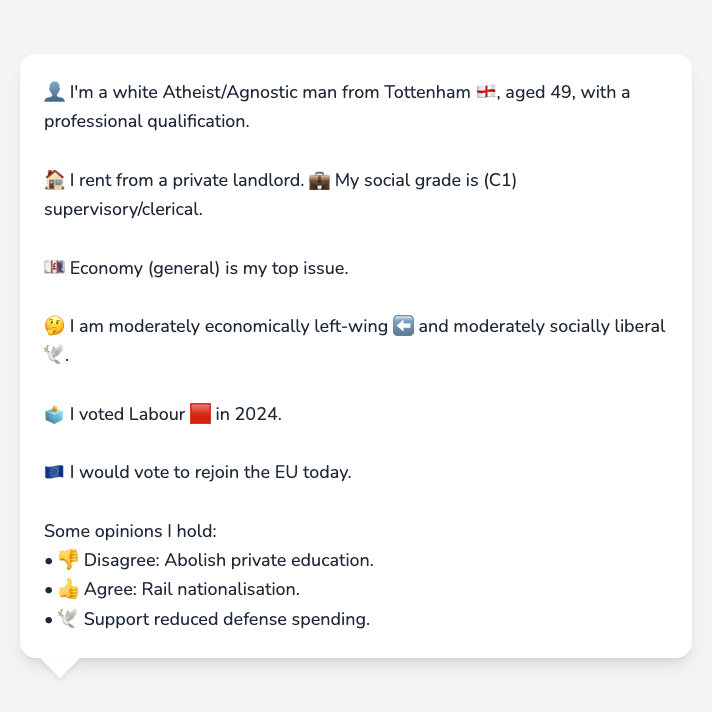 👤 I'm a white Atheist/Agnostic man from Tottenham 🏴󠁧󠁢󠁥󠁮󠁧󠁿, aged 49, with a
professional qualification.
🏠 I rent from a private landlord. 💼 My social grade is (C1)
supervisory/clerical.
💷 Economy (general) is my top issue.
🤔 I am moderately economically left-wing ⬅️ and moderately socially liberal
🕊️.
🗳️ I voted Labour 🟥 in 2024.
🇪🇺 I would vote to rejoin the EU today.
Some opinions I hold:
• 👎 Disagree: Abolish private education.
• 👍 Agree: Rail nationalisation.
• 🕊️ Support reduced defense spending.